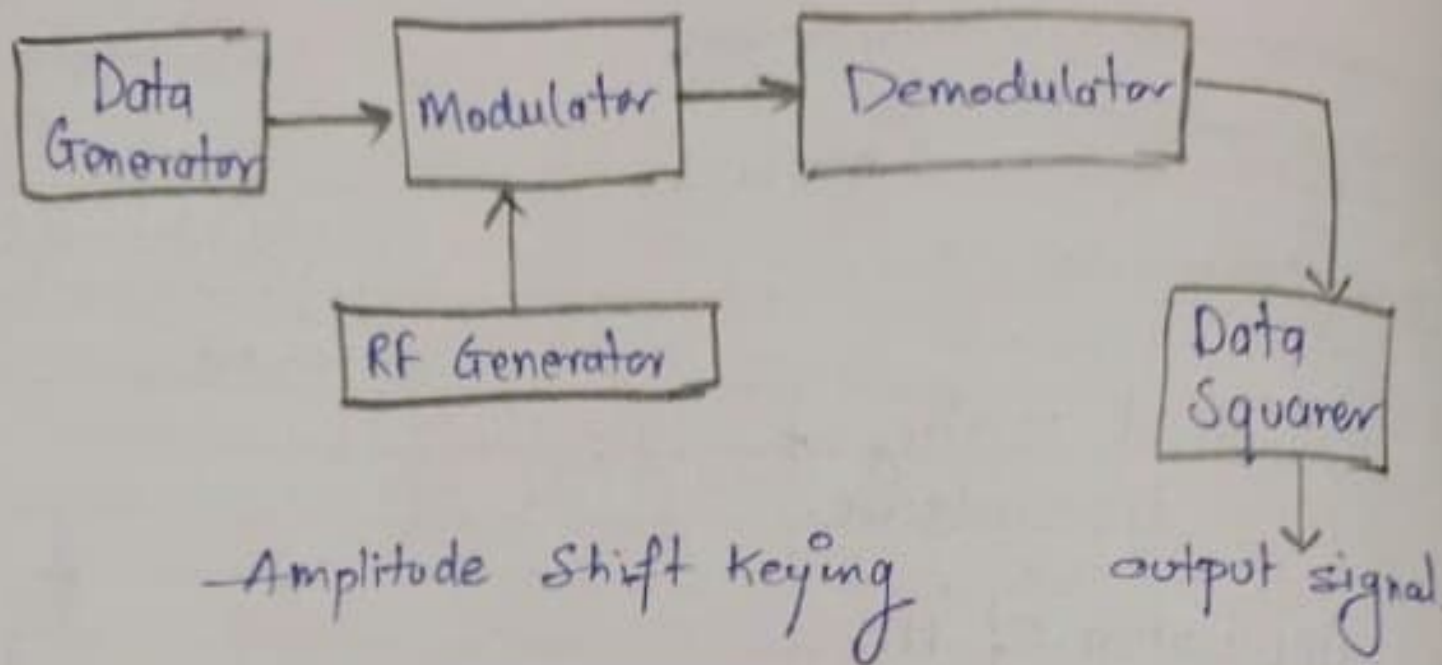 Data
Generator
Modulator
Demodulator
RF Generator
Data
Squarer
Amplitude Shift Keying
output signal